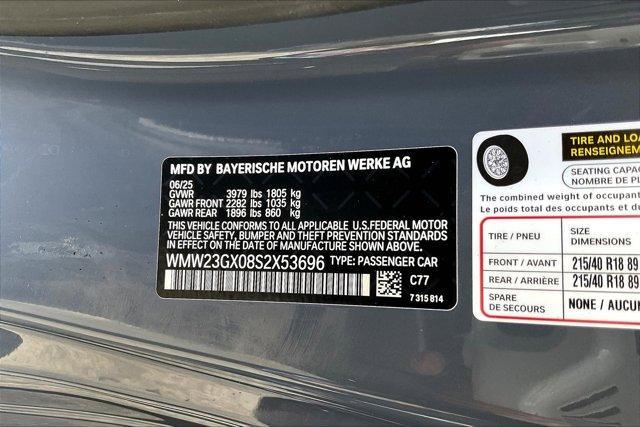 MFD BY BAYERISCHE MOTOREN WERKE AG
06/25
GVWR 3979 lbs 1805 kg
GAWR FRONT 2282 lbs 1035 kg
GAWR REAR 1896 lbs 860 kg
THIS VEHICLE CONFORMS TO ALL APPLICABLE U.S.FEDERAL MOTOR
VEHICLE SAFETY, BUMPER AND THEFT PREVENTION STANDARDS
IN EFFECT ON THE DATE OF MANUFACTURE SHOWN ABOVE.
WMW23GX08S2X53696 TYPE: PASSENGER CAR
C77
7 315 814
TIRE AND LOA
RENSEIGNEM
SEATING CAPAC
NOMBRE DE PL
The combined weight of occupant
Le poids total des occupants et du
TIRE / PNEU SIZE
DIMENSIONS
FRONT / AVANT 215/40 R18 89
REAR / ARRIÈRE 215/40 R18 89
SPARE
DE SECOURS NONE / AUCU